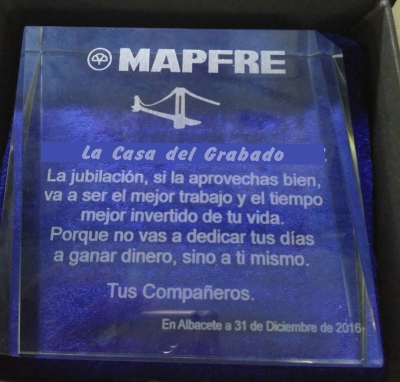 MAPFRE
La Casa del Grabado
La jubilación, si la aprovechas bien,
va a ser el mejor trabajo y el tiempo
mejor invertido de tu vida.
Porque no vas a dedicar tus días
a ganar dinero, sino a ti mismo.
Tus Compañeros.
En Albacete a 31 de Diciembre de 2016